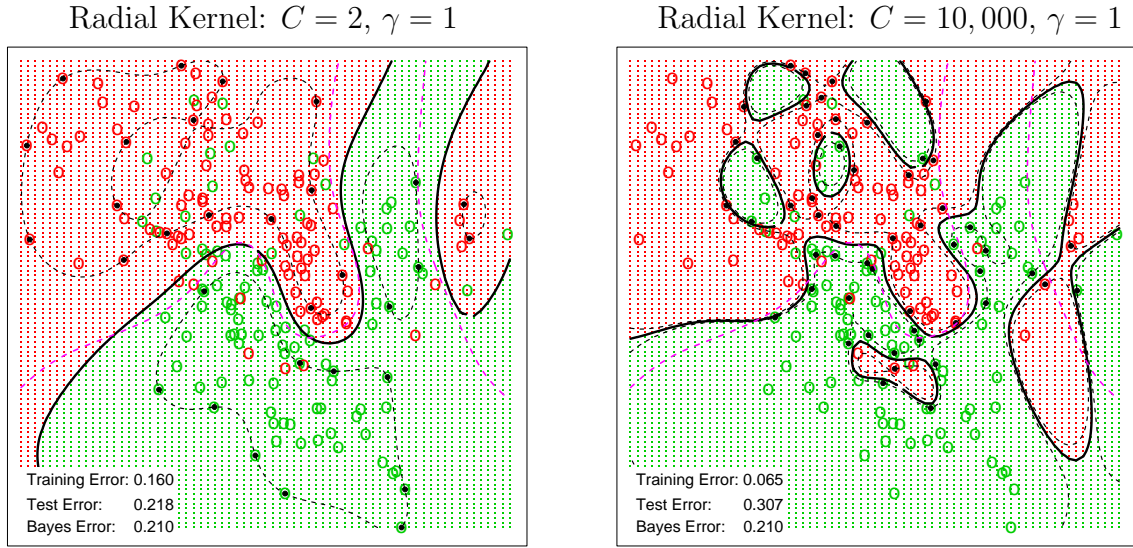 Radial Kernel: C = 2, γ = 1
Training Error: 0.160
Test Error: 0.218
Bayes Error: 0.210
Radial Kernel: C = 10,000, γ = 1
Training Error: 0.065
Test Error: 0.307
Bayes Error: 0.210